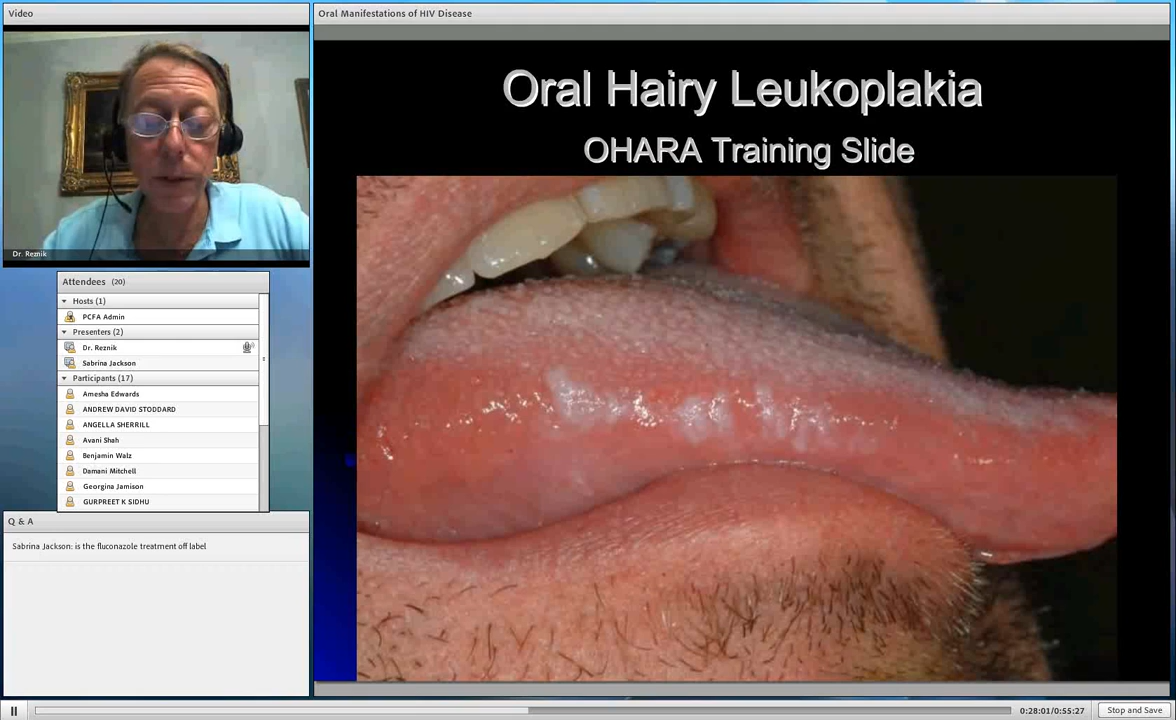 Video
Dr. Reznik
Attendees (20)
Hosts (1)
PCFA Admin
Presenters (2)
Dr. Reznik
Sabrina Jackson
Participants (17)
Amesha Edwards
ANDREW DAVID STODDARD
ANGELLA SHERRILL
Avani Shah
Benjamin Walz
Damani Mitchell
Georgina Jamison
GURPREET K SIDHU
Q & A
Sabrina Jackson: is the fluconazole treatment off label
Oral Manifestations of HIV Disease
Oral Hairy Leukoplakia
OHARA Training Slide
0:28:01/0:55:27
Stop and Save